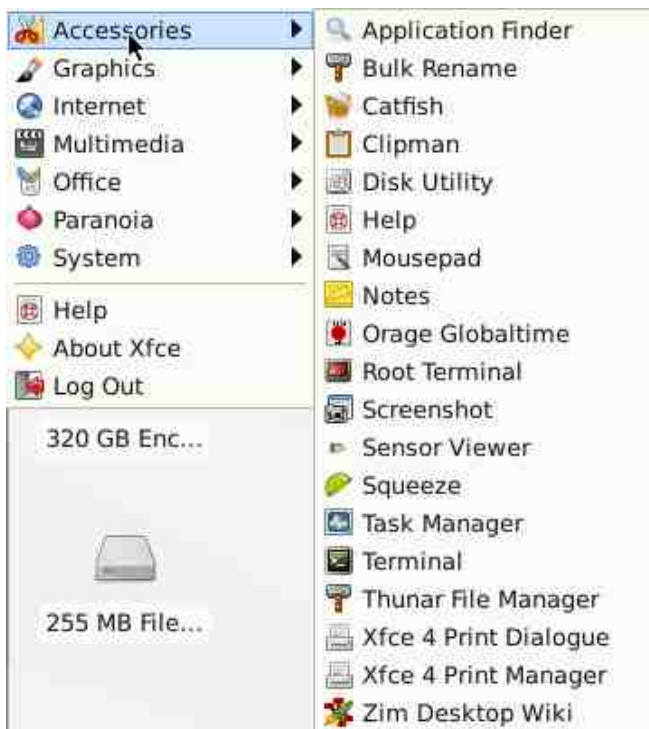 Accessories
Graphics
Internet
Multimedia
Office
Paranoia
System
Help
About Xfce
Log Out
320 GB Enc...
255 MB File...
Application Finder
Bulk Rename
Catfish
Clipman
Disk Utility
Help
Mousepad
Notes
Orage Globaltime
Root Terminal
Screenshot
Sensor Viewer
Squeeze
Task Manager
Terminal
Thunar File Manager
Xfce 4 Print Dialogue
Xfce 4 Print Manager
Zim Desktop Wiki